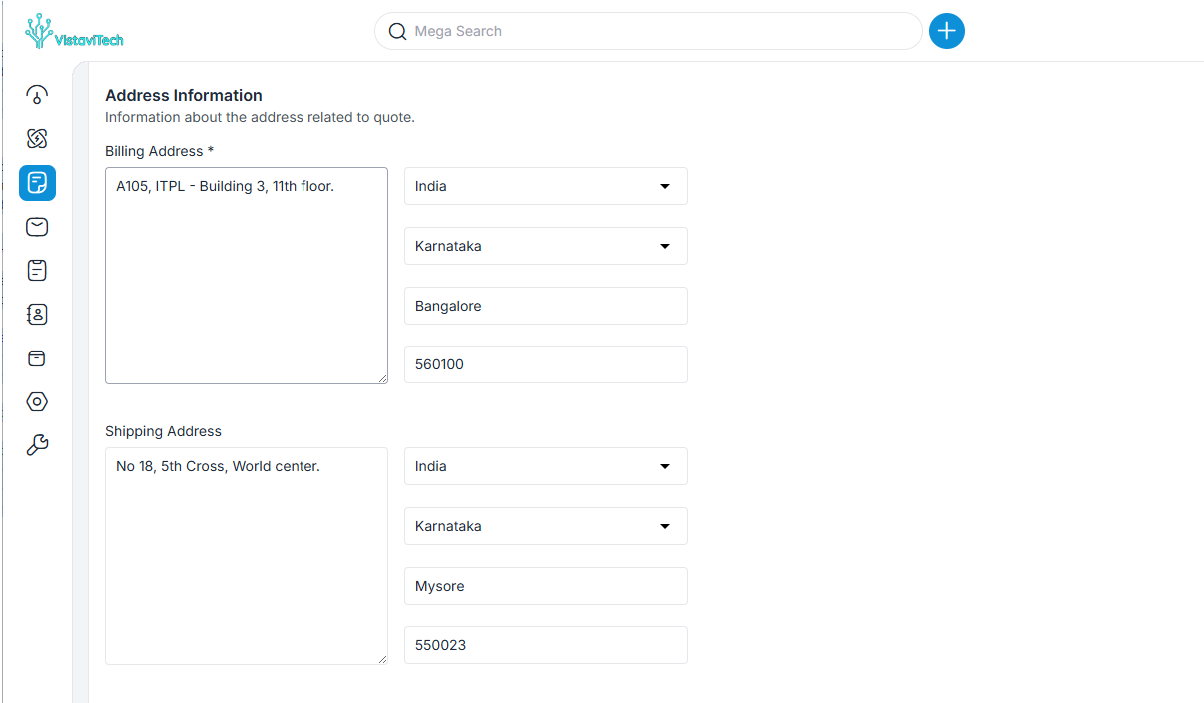 VistaviTech
Mega Search
Address Information
Information about the address related to quote.
Billing Address *
A105, ITPL - Building 3, 11th floor.
India
Karnataka
Bangalore
560100
Shipping Address
No 18, 5th Cross, World center.
India
Karnataka
Mysore
550023